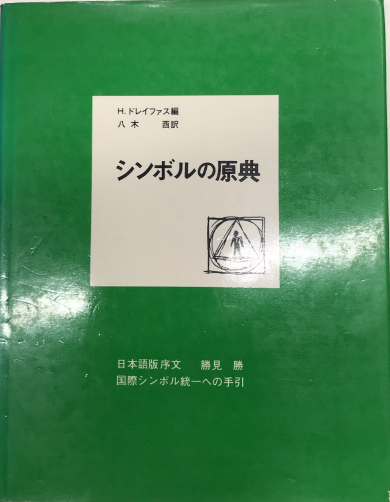 H.ドレイファス編
八木 酉訳
シンボルの原典
日本語版序文 勝見 勝
国際シンボル統一への手引